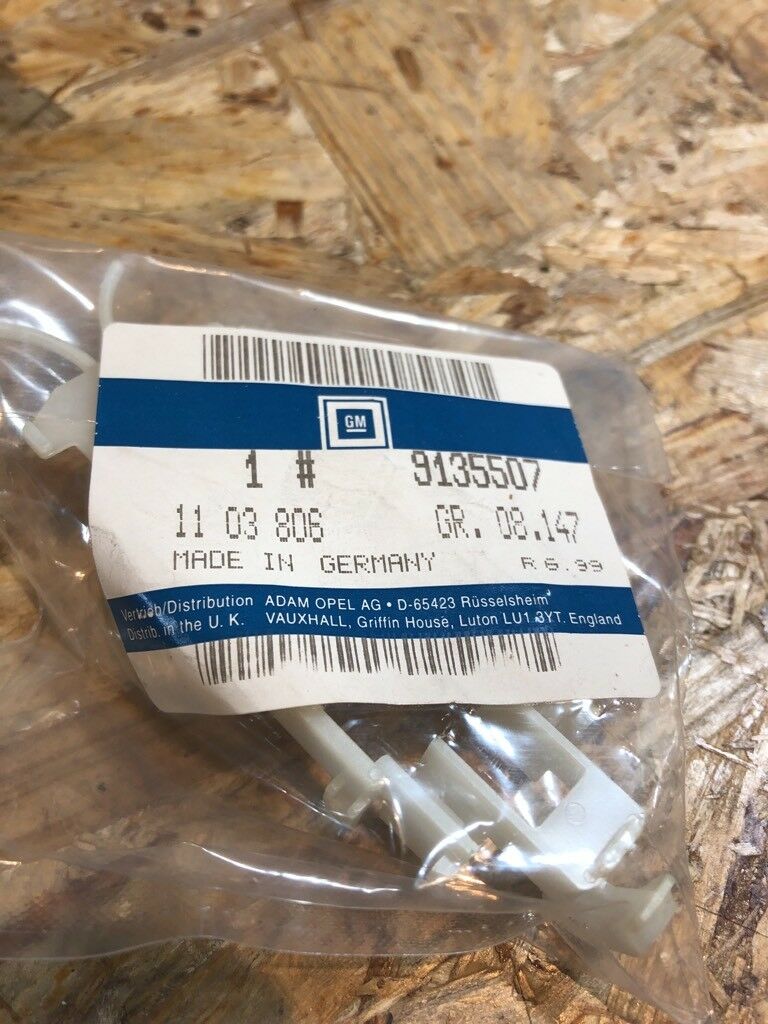 GM
1 # 9135507
11 03 806 GR. 08.147
MADE IN GERMANY R 6.99
Vertrieb/Distribution ADAM OPEL AG • D-65423 Rüsselsheim
Distrib. in the U. K. VAUXHALL, Griffin House, Luton LU1 3YT. England